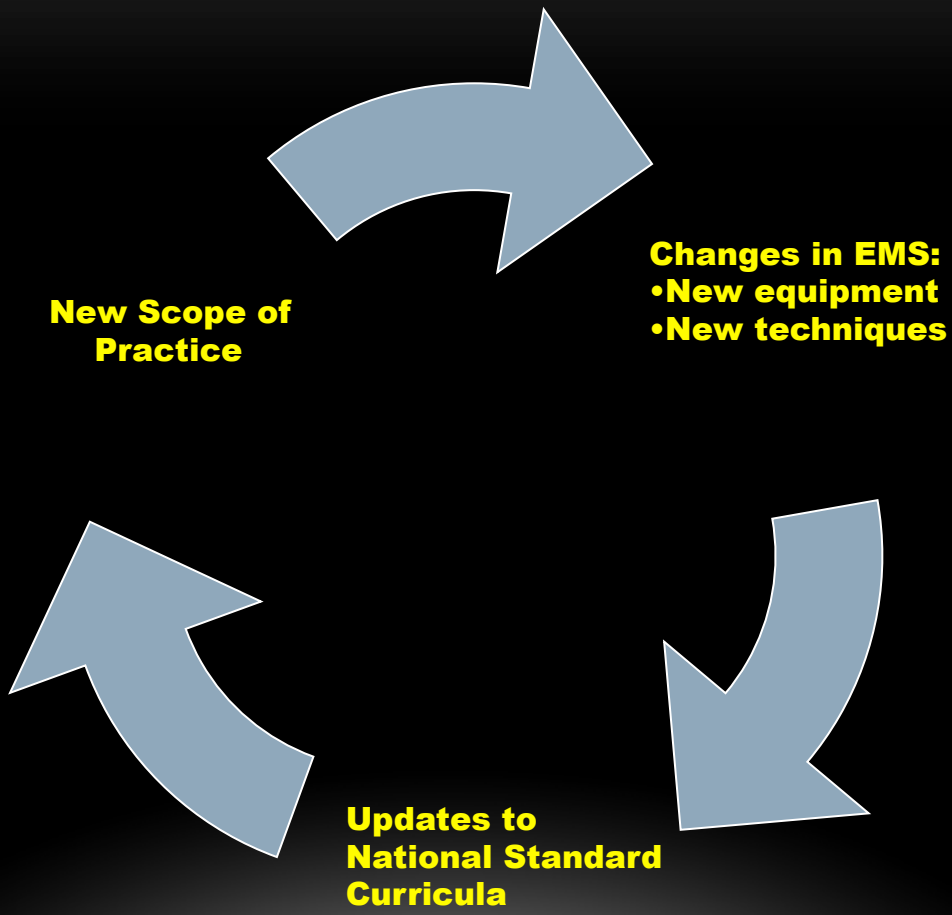 New Scope of
Practice
Changes in EMS:
•New equipment
•New techniques
Updates to
National Standard
Curricula